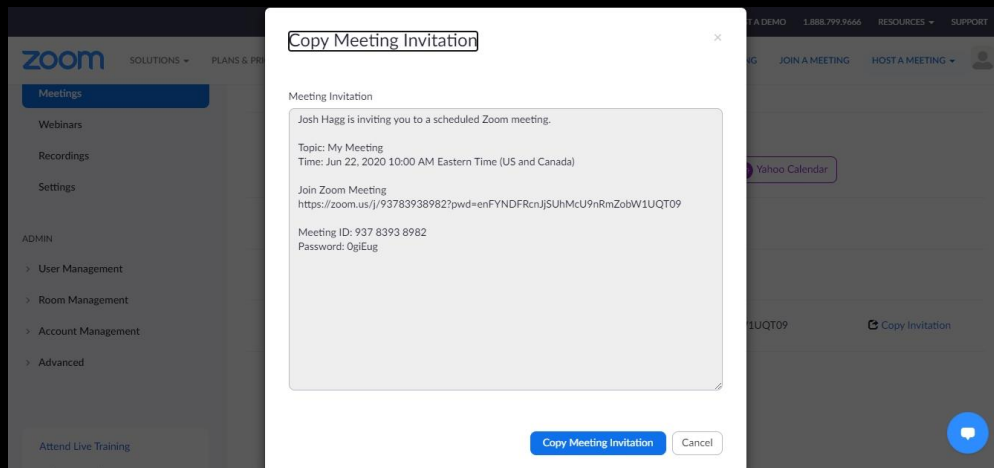 T A DEMO 1.888.799.9666 RESOURCES SUPPORT
zoom SOLUTIONS PLANS & PRI NG JOIN A MEETING HOST A MEETING
Meetings
Webinars
Recordings
Settings
ADMIN
User Management
Room Management
Account Management
Advanced
Attend Live Training
Copy Meeting Invitation
Meeting Invitation
Josh Hagg is inviting you to a scheduled Zoom meeting.
Topic: My Meeting
Time: Jun 22, 2020 10:00 AM Eastern Time (US and Canada)
Join Zoom Meeting
https://zoom.us/j/93783938982?pwd=enFYNDFRcnJjSUhMcU9nRmZobW1UQT09
Meeting ID: 937 8393 8982
Password: 0giEug
Copy Meeting Invitation Cancel
Yahoo Calendar
1UQT09 Copy Invitation